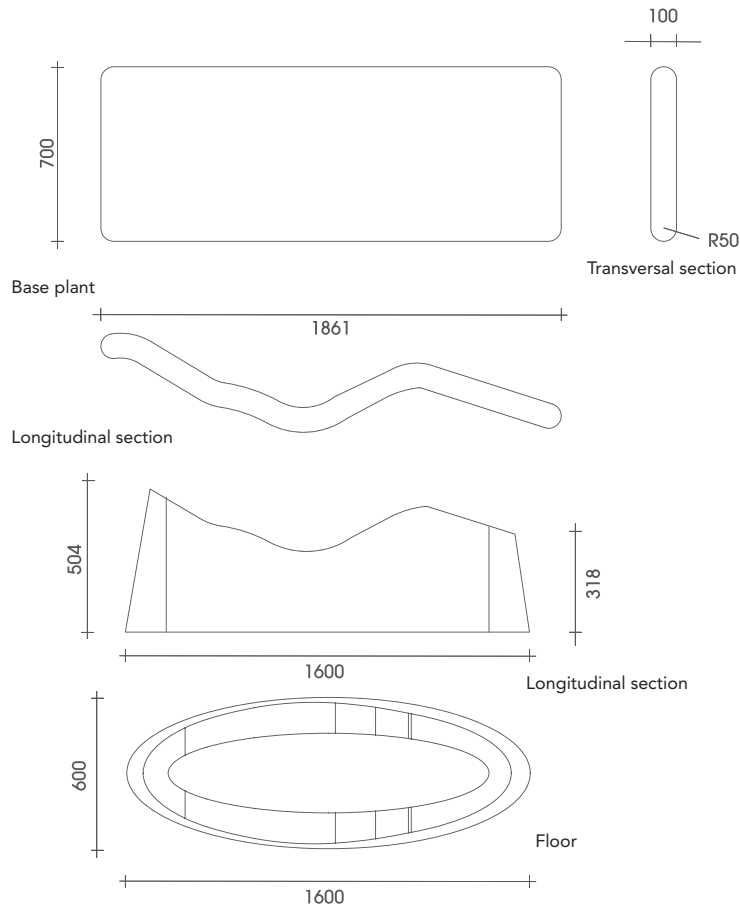 100
700
R50
Transversal section
Base plant
1861
Longitudinal section
504
318
1600
Longitudinal section
600
Floor
1600